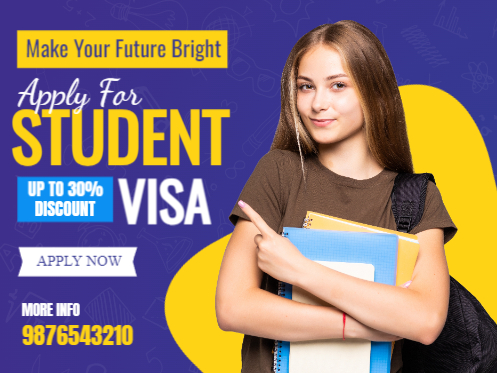 Make Your Future Bright
Apply For
STUDENT
UP TO 30%
DISCOUNT
VISA
APPLY NOW
MORE INFO
9876543210